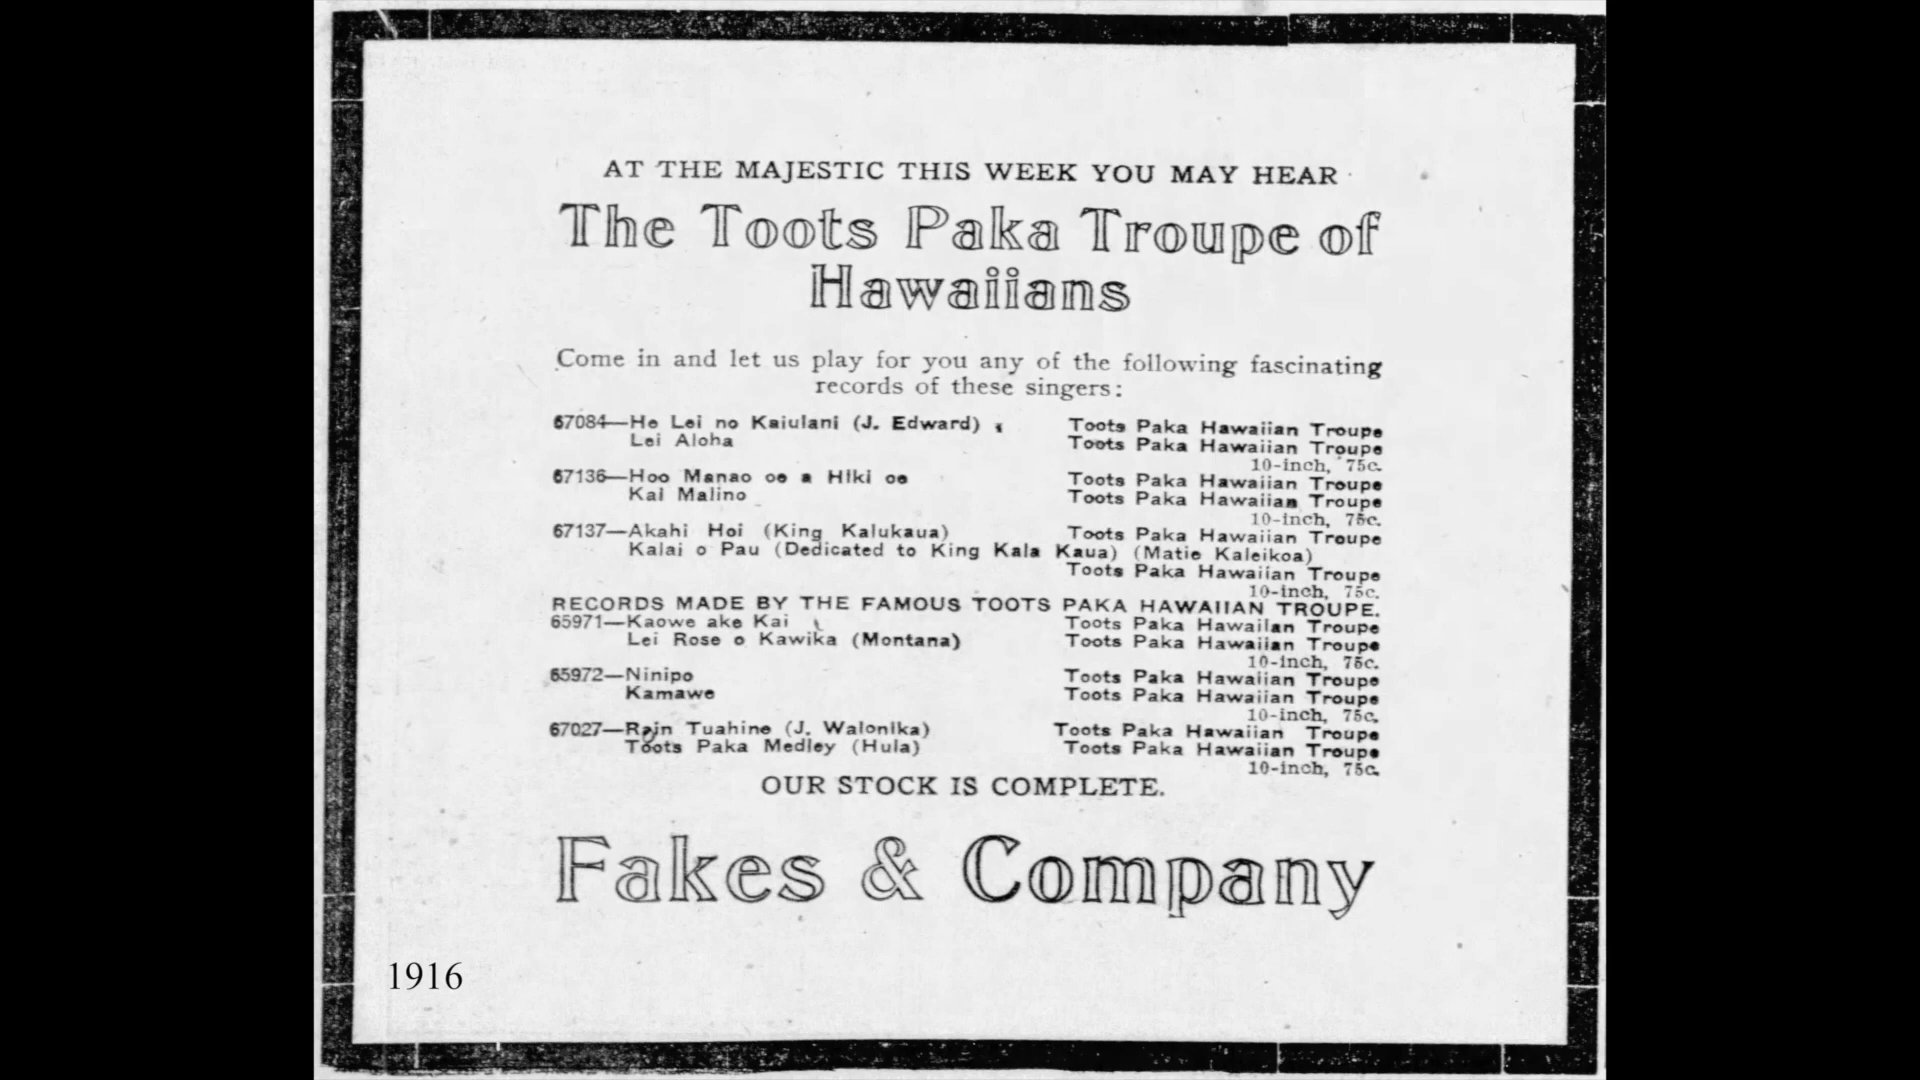 AT THE MAJESTIC THIS WEEK YOU MAY HEAR
The Toots Paka Troupe of
Hawaiians
Come in and let us play for you any of the following fascinating
records of these singers:
67084—He Lei no Kaiulani (J. Edward) Toots Paka Hawaiian Troupe
Lei Aloha Toots Paka Hawaiian Troupe
10-inch, 75c.
67136—Hoo Manao oe a Hiki oe Toots Paka Hawaiian Troupe
Kai Malino Toots Paka Hawaiian Troupe
10-inch, 75c.
67137—Akahi Hoi (King Kalukaua) Toots Paka Hawaiian Troupe
Kalai o Pau (Dedicated to King Kala Kaua) (Matie Kaleikoa)
Toots Paka Hawaiian Troupe
10-inch, 75c.
RECORDS MADE BY THE FAMOUS TOOTS PAKA HAWAIIAN TROUPE.
65971—Kaowe ake Kai Toots Paka Hawaiian Troupe
Lei Rose o Kawika (Montana) Toots Paka Hawaiian Troupe
10-inch, 75c.
65972—Ninipo Toots Paka Hawaiian Troupe
Kamawe Toots Paka Hawaiian Troupe
10-inch, 75c.
67027—Rain Tuahine (J. Walonika) Toots Paka Hawaiian Troupe
Toots Paka Medley (Hula) Toots Paka Hawaiian Troupe
10-inch, 75c.
OUR STOCK IS COMPLETE.
Fakes & Company
1916